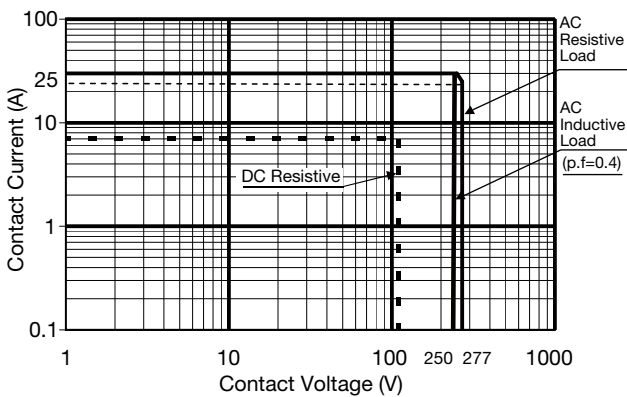 100
25
10
1
0.1
Contact Current (A)
AC
Resistive
Load
AC
Inductive
Load
(p.f=0.4)
DC Resistive
1
10
100
250
277
1000
Contact Voltage (V)